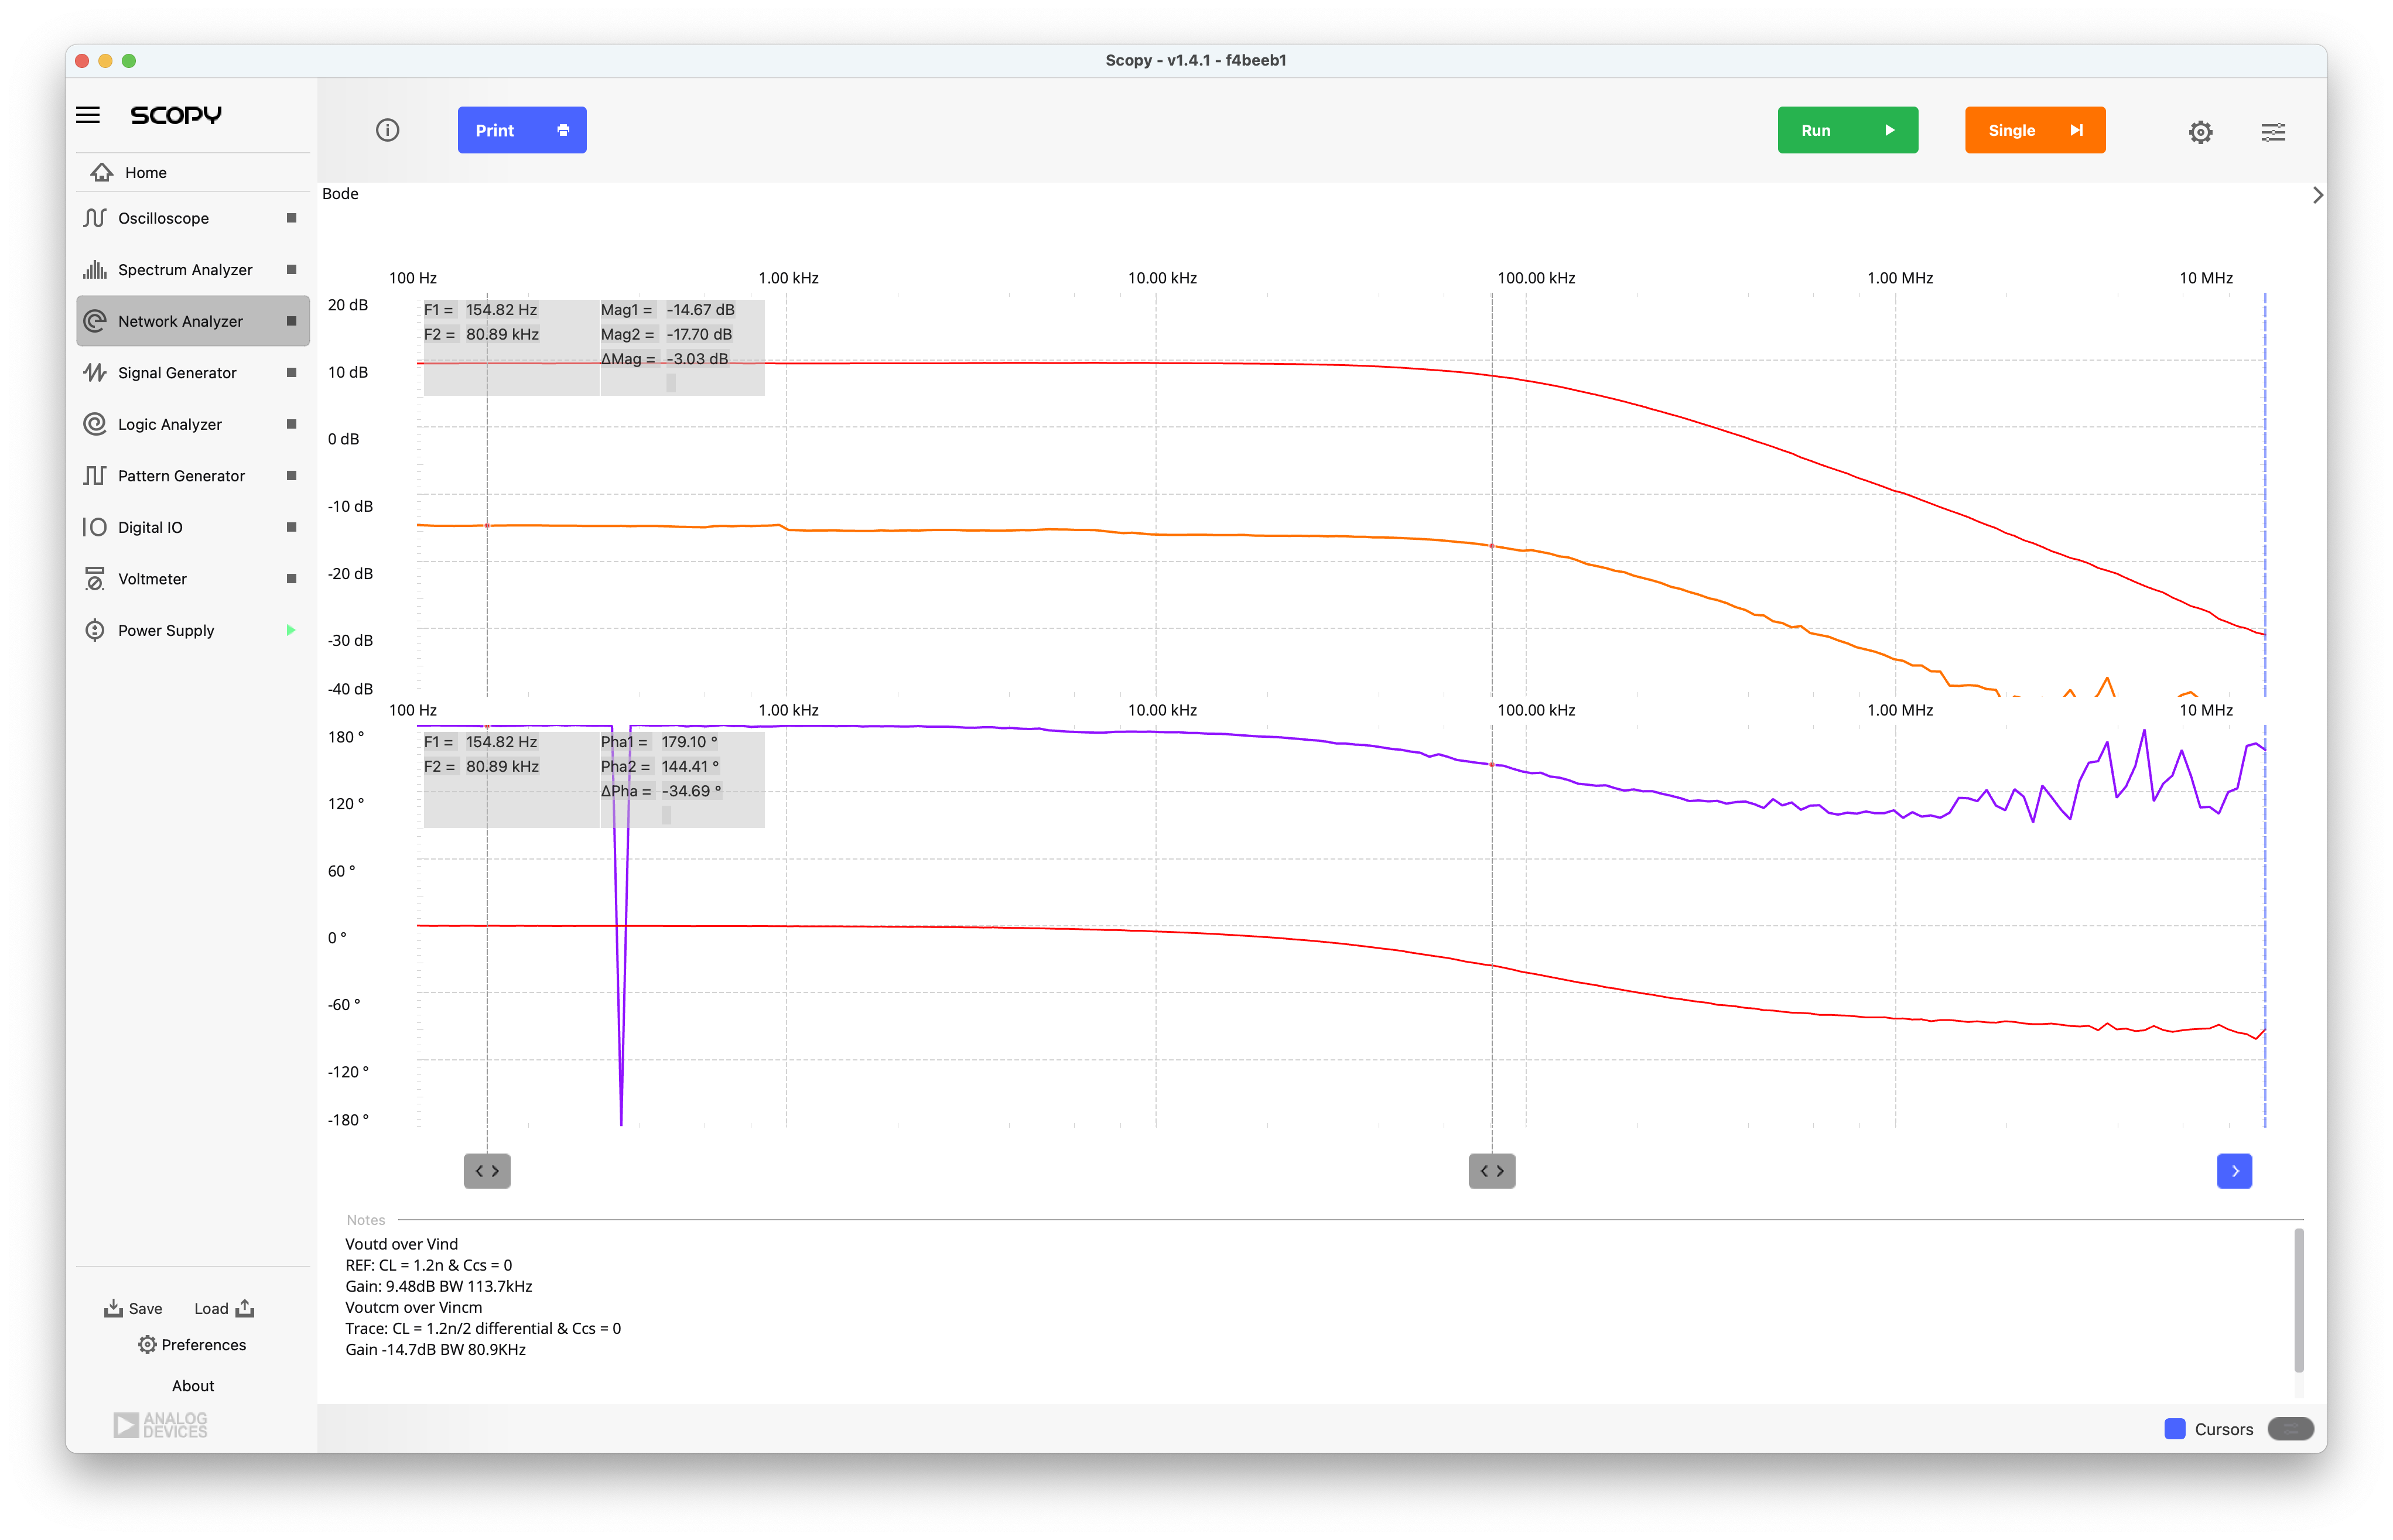 Scopy - v1.4.1 - f4beeb1
SCOPY
Print
Run
Single
Home
Oscilloscope
Spectrum Analyzer
Network Analyzer
Signal Generator
Logic Analyzer
Pattern Generator
Digital IO
Voltmeter
Power Supply
Save Load
Preferences
About
ANALOG
DEVICES
Bode
100 Hz 1.00 kHz 10.00 kHz 100.00 kHz 1.00 MHz 10 MHz
20 dB
10 dB
0 dB
-10 dB
-20 dB
-30 dB
-40 dB
F1 = 154.82 Hz Mag1 = -14.67 dB
F2 = 80.89 kHz Mag2 = -17.70 dB
ΔMag = -3.03 dB
100 Hz 1.00 kHz 10.00 kHz 100.00 kHz 1.00 MHz 10 MHz
180 °
120 °
60 °
0 °
-60 °
-120 °
-180 °
F1 = 154.82 Hz Pha1 = 179.10 °
F2 = 80.89 kHz Pha2 = 144.41 °
ΔPha = -34.69 °
Notes
Voutd over Vind
REF: CL = 1.2n & Ccs = 0
Gain: 9.48dB BW 113.7kHz
Voutcm over Vincm
Trace: CL = 1.2n/2 differential & Ccs = 0
Gain -14.7dB BW 80.9KHz
Cursors